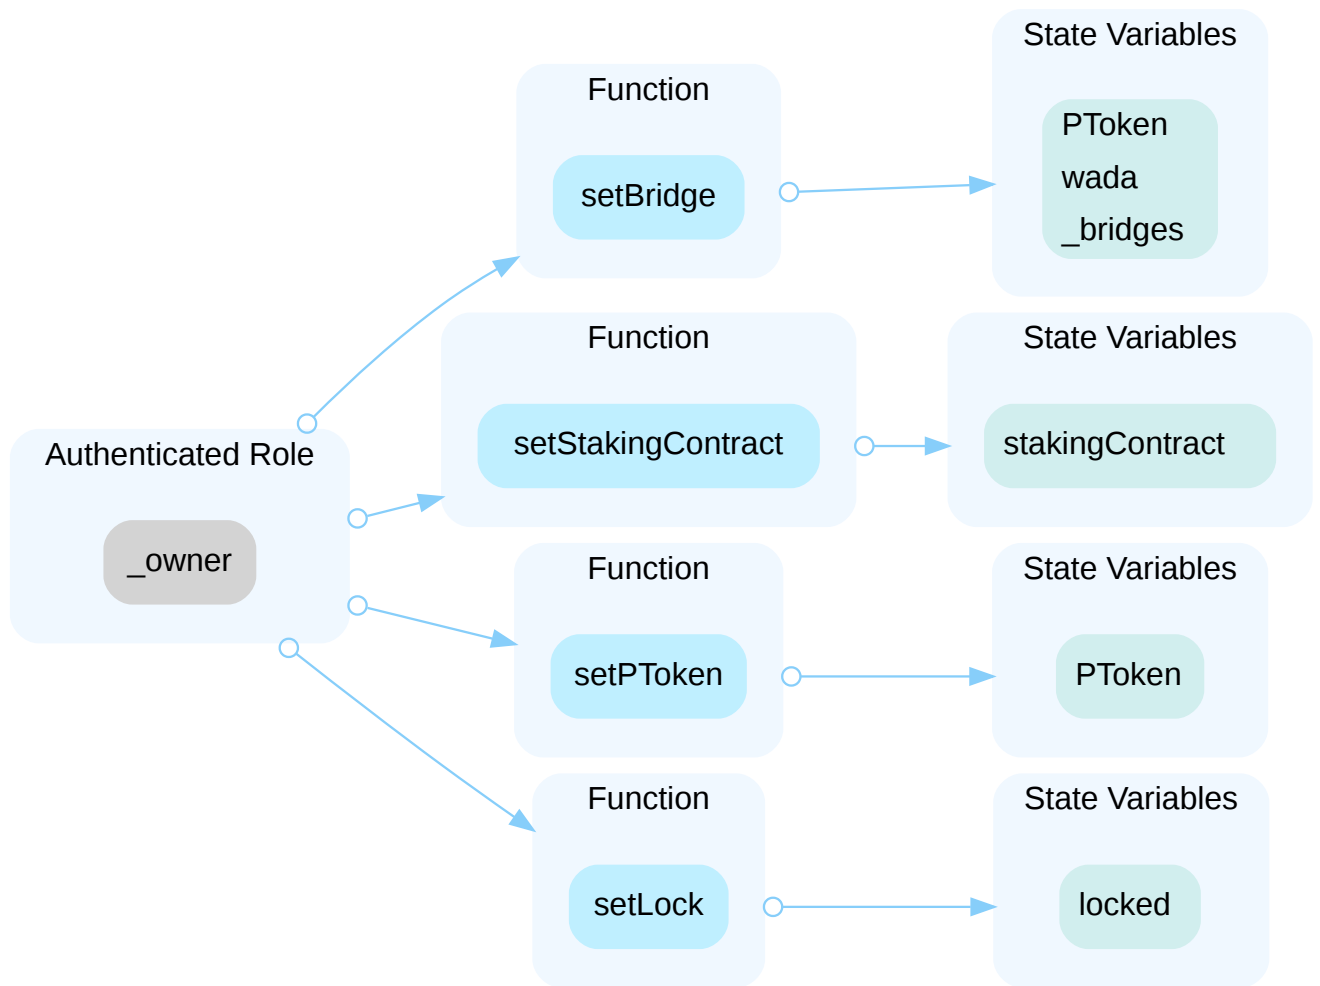 Authenticated Role
_owner
Function
setBridge
State Variables
PToken
wada
_bridges
Function
setStakingContract
State Variables
stakingContract
Function
setPToken
State Variables
PToken
Function
setLock
State Variables
locked